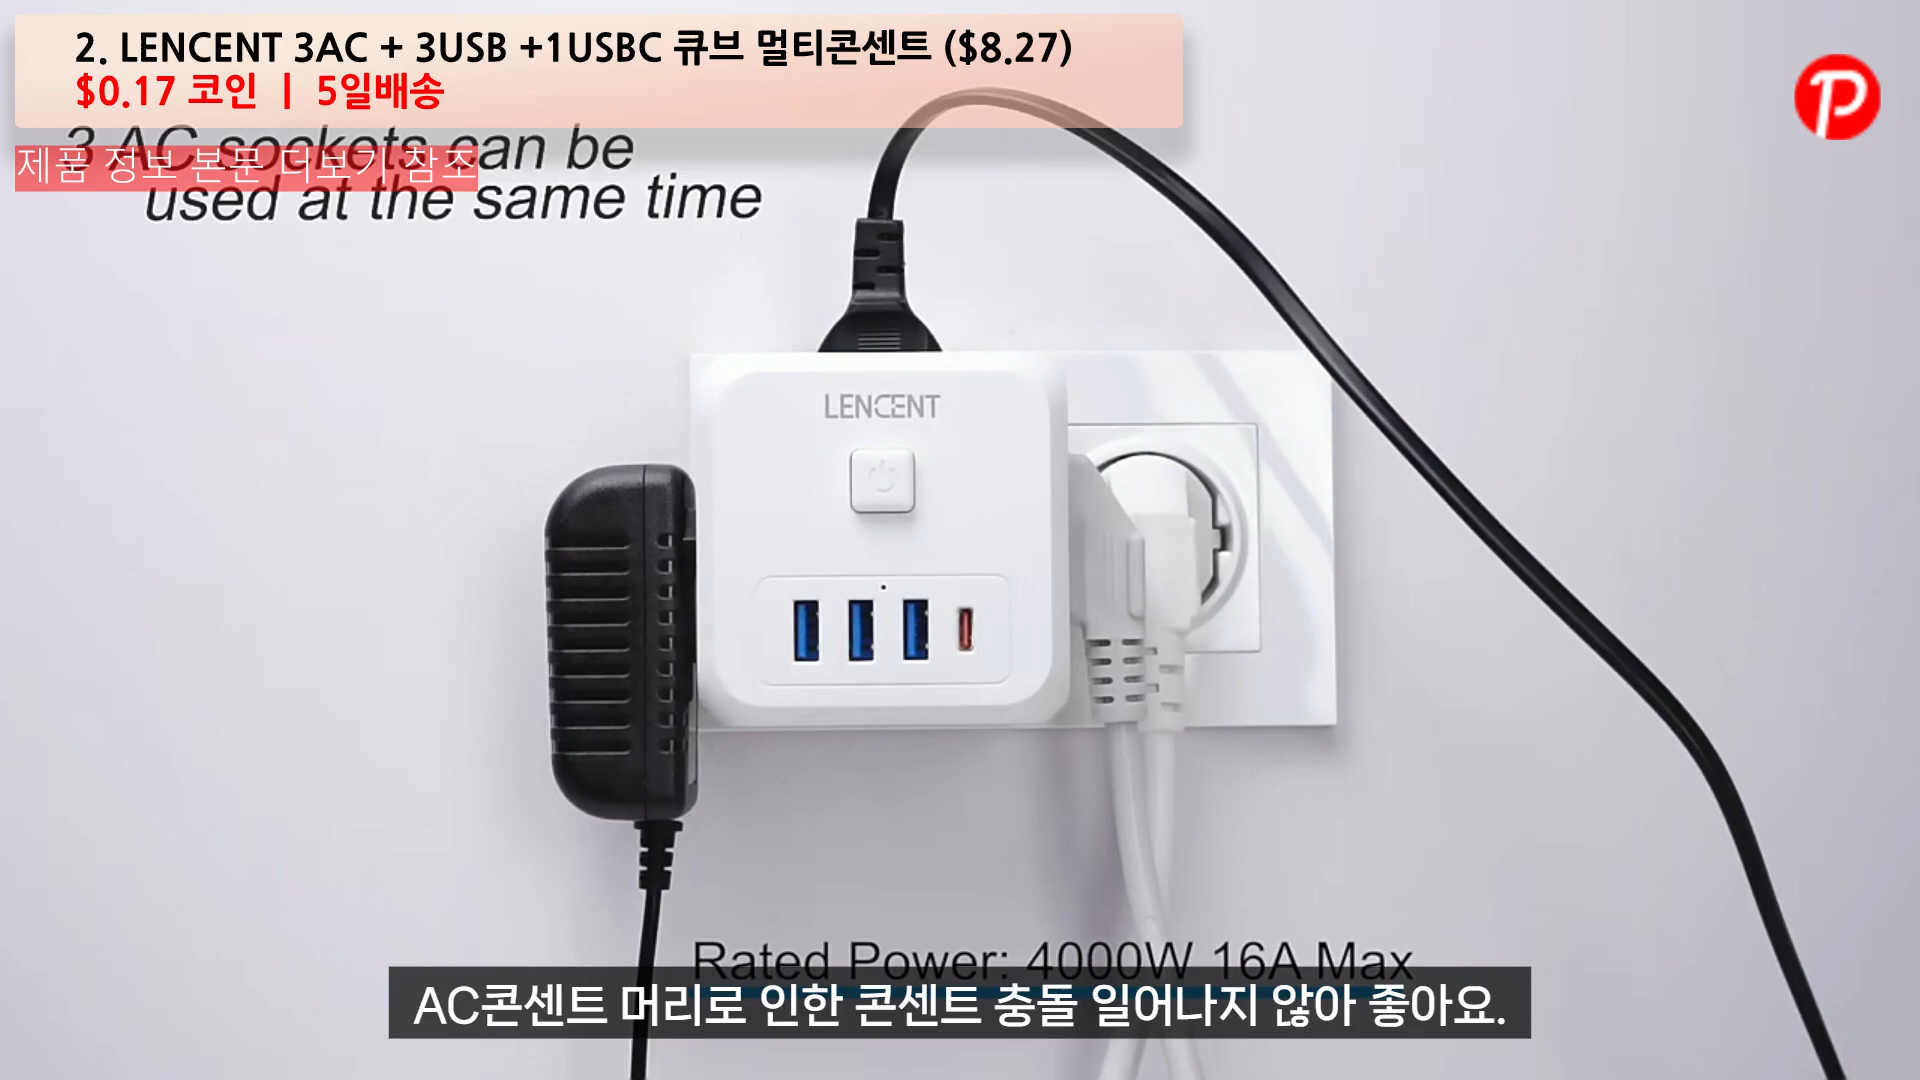 2. LENCENT 3AC + 3USB +1USBC 큐브 멀티콘센트 ($8.27)
$0.17 코인 | 5일배송
3 AC sockets can be
제품 정보 본문 더보기 참조
used at the same time
LENCENT
Rated Power: 4000W 16A Max
AC콘센트 머리로 인한 콘센트 충돌 일어나지 않아 좋아요.